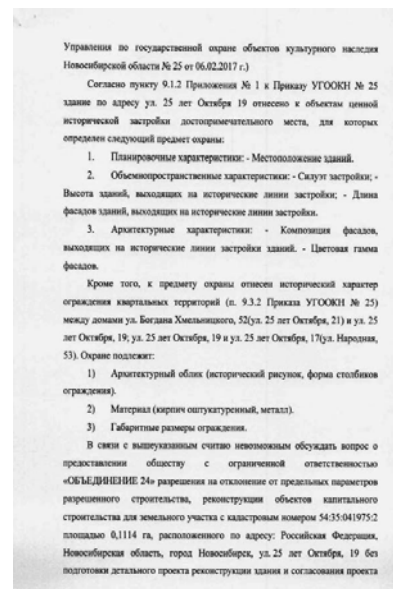 Управления по государственной охране объектов культурного наследия
Новосибирской области № 25 от 06.02.2017 г.)
Согласно пункту 9.1.2 Приложения № 1 к Приказу УГООКН № 25
здание по адресу ул. 25 лет Октября 19 отнесено к объектам ценной
исторической застройки достопримечательного места, для которых
определен следующий предмет охраны:
1. Планировочные характеристики: - Местоположение зданий.
2. Объемнопространственные характеристики: - Силуэт застройки; -
Высота зданий, выходящих на исторические линии застройки; - Длина
фасадов зданий, выходящих на исторические линии застройки.
3. Архитектурные характеристики: - Композиция фасадов,
выходящих на исторические линии застройки зданий. - Цветовая гамма
фасадов.
Кроме того, к предмету охраны отнесен исторический характер
ограждения квартальных территорий (п. 9.3.2 Приказа УГООКН № 25)
между домами ул. Богдана Хмельницкого, 52(ул. 25 лет Октября, 21) и ул. 25
лет Октября, 19; ул. 25 лет Октября, 19 и ул. 25 лет Октября, 17(ул. Народная,
53). Охране подлежит:
1) Архитектурный облик (исторический рисунок, форма столбиков
ограждения).
2) Материал (кирпич оштукатуренный, металл).
3) Габаритные размеры ограждения.
В связи с вышеуказанным считаю невозможным обсуждать вопрос о
предоставлении обществу с ограниченной ответственностью
«ОБЪЕДИНЕНИЕ 24» разрешения на отклонение от предельных параметров
разрешенного строительства, реконструкции объектов капитального
строительства для земельного участка с кадастровым номером 54:35:041975:2
площадью 0,1114 га, расположенного по адресу: Российская Федерация,
Новосибирская область, город Новосибирск, ул. 25 лет Октября, 19 без
подготовки детального проекта реконструкции здания и согласования проекта